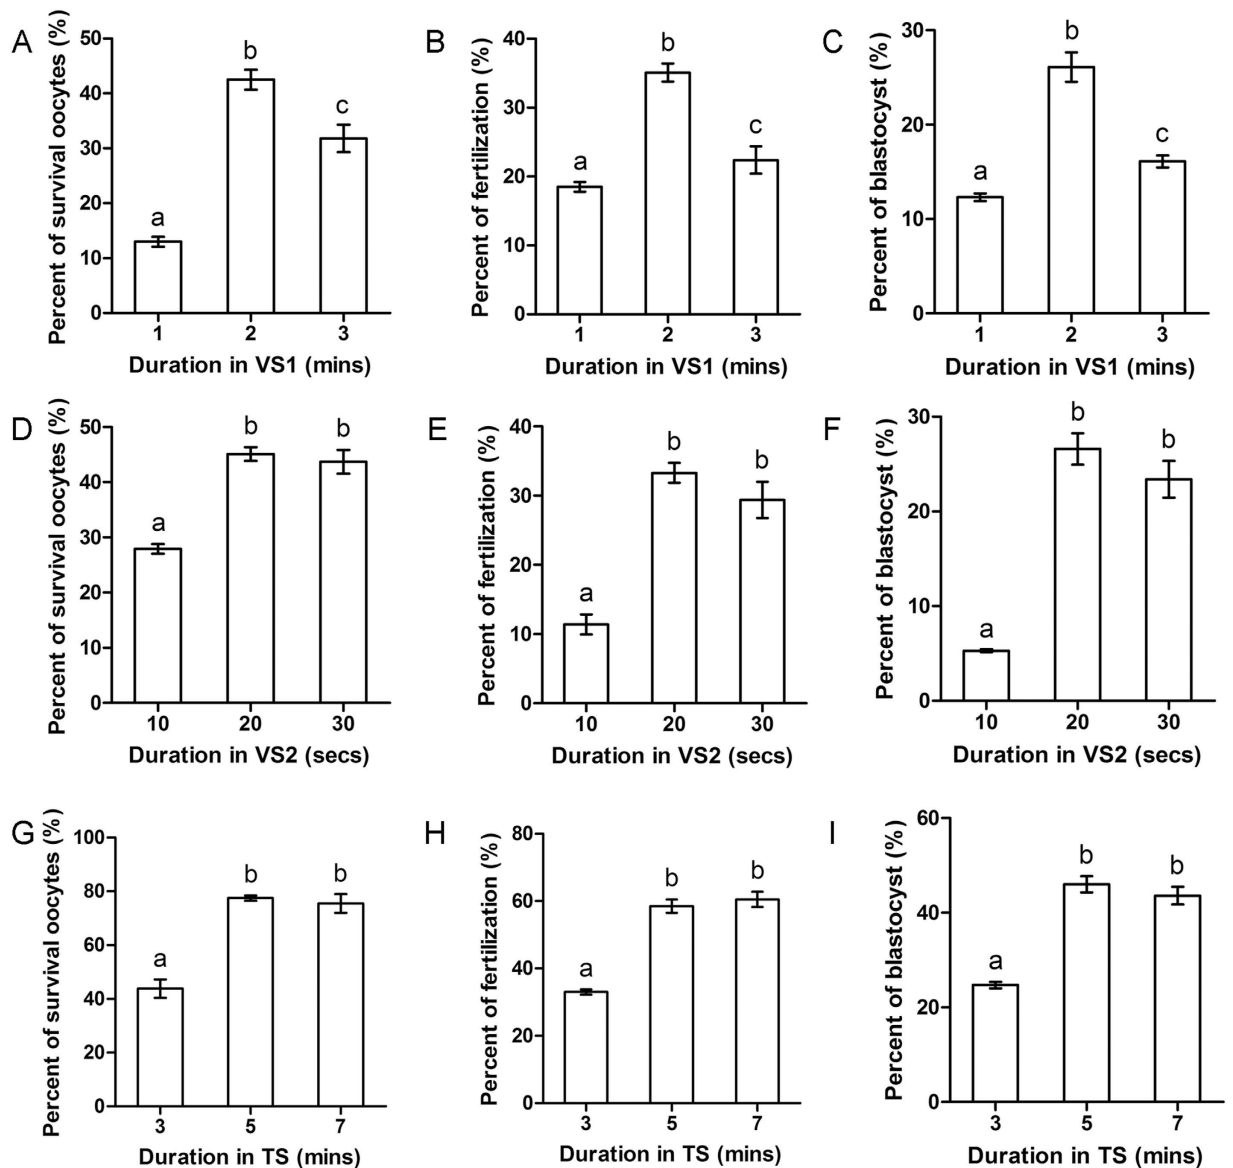 A
Percent of survival oocytes (%)
50
40
30
20
10
0
a
b
c
1 2 3
Duration in VS1 (mins)
B
Percent of fertilization (%)
40
30
20
10
0
a
b
c
1 2 3
Duration in VS1 (mins)
C
Percent of blastocyst (%)
30
20
10
0
a
b
c
1 2 3
Duration in VS1 (mins)
D
Percent of survival oocytes (%)
50
40
30
20
10
0
a
b
b
10 20 30
Duration in VS2 (secs)
E
Percent of fertilization (%)
40
30
20
10
0
a
b
b
10 20 30
Duration in VS2 (secs)
F
Percent of blastocyst (%)
30
20
10
0
a
b
b
10 20 30
Duration in VS2 (secs)
G
Percent of survival oocytes (%)
100
80
60
40
20
0
a
b
b
3 5 7
Duration in TS (mins)
H
Percent of fertilization (%)
80
60
40
20
0
a
b
b
3 5 7
Duration in TS (mins)
I
Percent of blastocyst (%)
60
40
20
0
a
b
b
3 5 7
Duration in TS (mins)